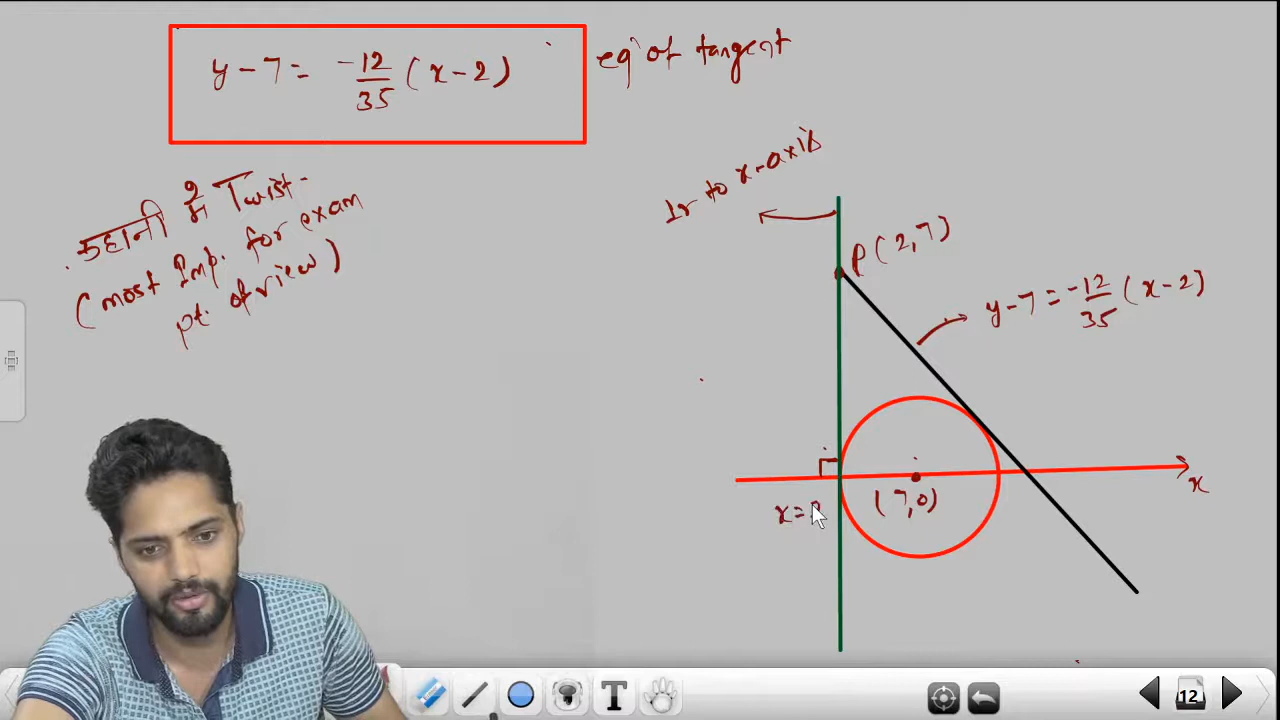 y-7= -12/35 (x-2)
eqⁿ of tangent
कहानी में Twist
(most Imp. for exam
pt. of view)
⊥r to x-axis
P(2,7)
y-7= -12/35 (x-2)
(7,0)
x=
x
T
12